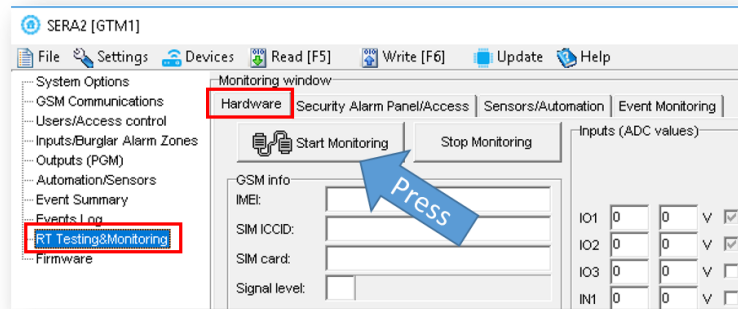 SERA2 [GTM1]
File Settings Devices Read [F5] Write [F6] Update Help
System Options
GSM Communications
Users/Access control
Inputs/Burglar Alarm Zones
Outputs (PGM)
Automation/Sensors
Event Summary
Events Log
RT Testing&Monitoring
Firmware
Monitoring window
Hardware Security Alarm Panel/Access Sensors/Automation Event Monitoring
Start Monitoring Stop Monitoring
Press
GSM info
IMEI:
SIM ICCID:
SIM card:
Signal level:
Inputs (ADC values)
IO1 0 0 V
IO2 0 0 V
IO3 0 0 V
IN1 0 0 V